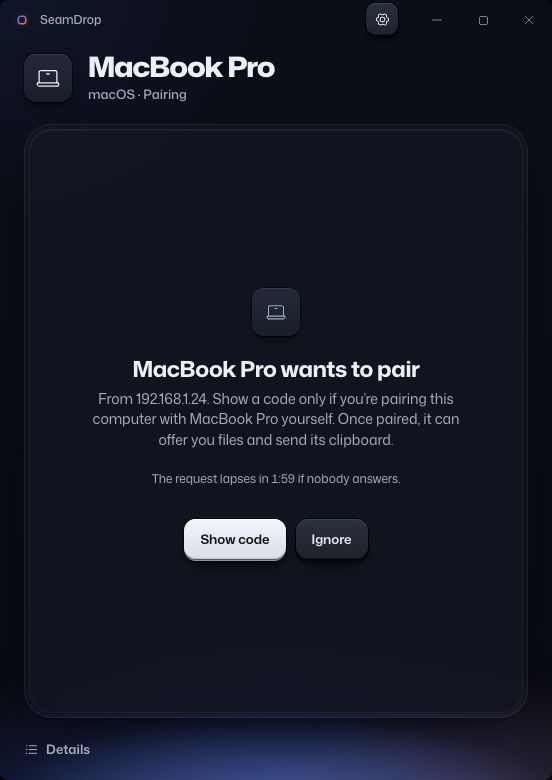 SeamDrop
MacBook Pro
macOS · Pairing
MacBook Pro wants to pair
From 192.168.1.24. Show a code only if you're pairing this
computer with MacBook Pro yourself. Once paired, it can
offer you files and send its clipboard.
The request lapses in 1:59 if nobody answers.
Show code
Ignore
Details